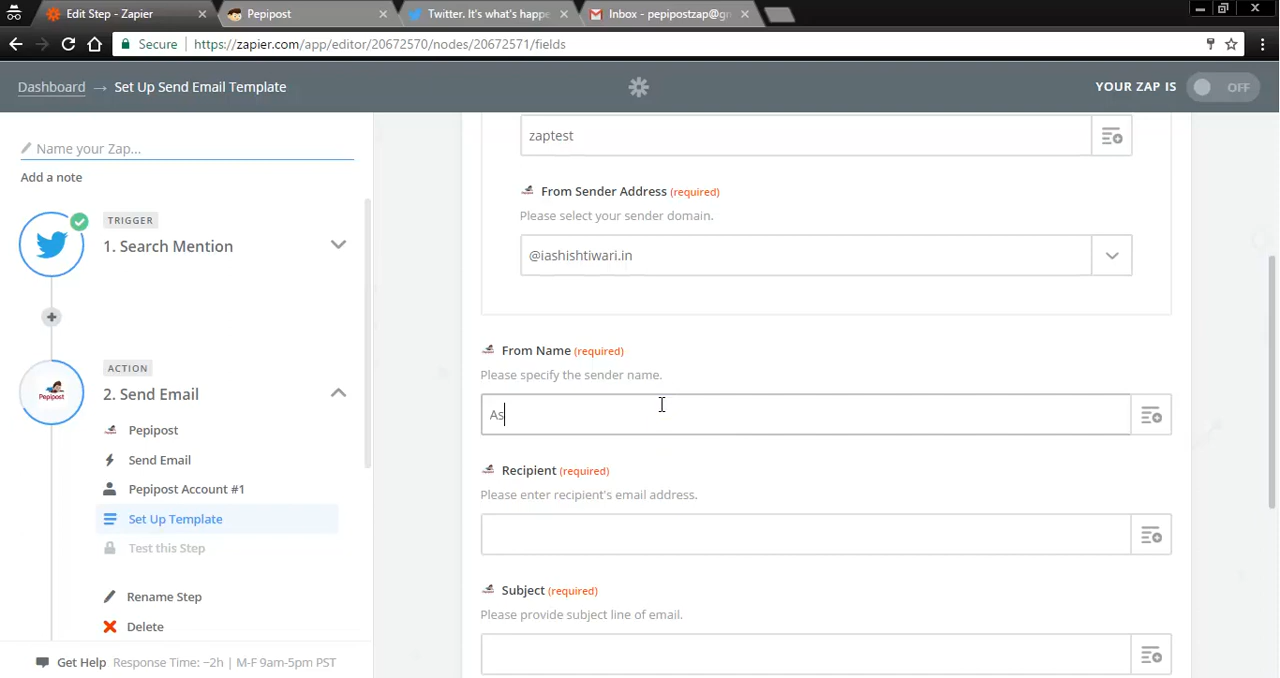 Edit Step - Zapier
Pepipost
Twitter. It's what's happe
Inbox - pepipostzap@g
Secure
https://zapier.com/app/editor/20672570/nodes/20672571/fields
Dashboard → Set Up Send Email Template
YOUR ZAP IS
OFF
Name your Zap...
Add a note
TRIGGER
1. Search Mention
ACTION
2. Send Email
Pepipost
Pepipost
Send Email
Pepipost Account #1
Set Up Template
Test this Step
Rename Step
Delete
Get Help Response Time: ~2h | M-F 9am-5pm PST
zaptest
From Sender Address (required)
Please select your sender domain.
@iashishtiwari.in
From Name (required)
Please specify the sender name.
As
Recipient (required)
Please enter recipient's email address.
Subject (required)
Please provide subject line of email.